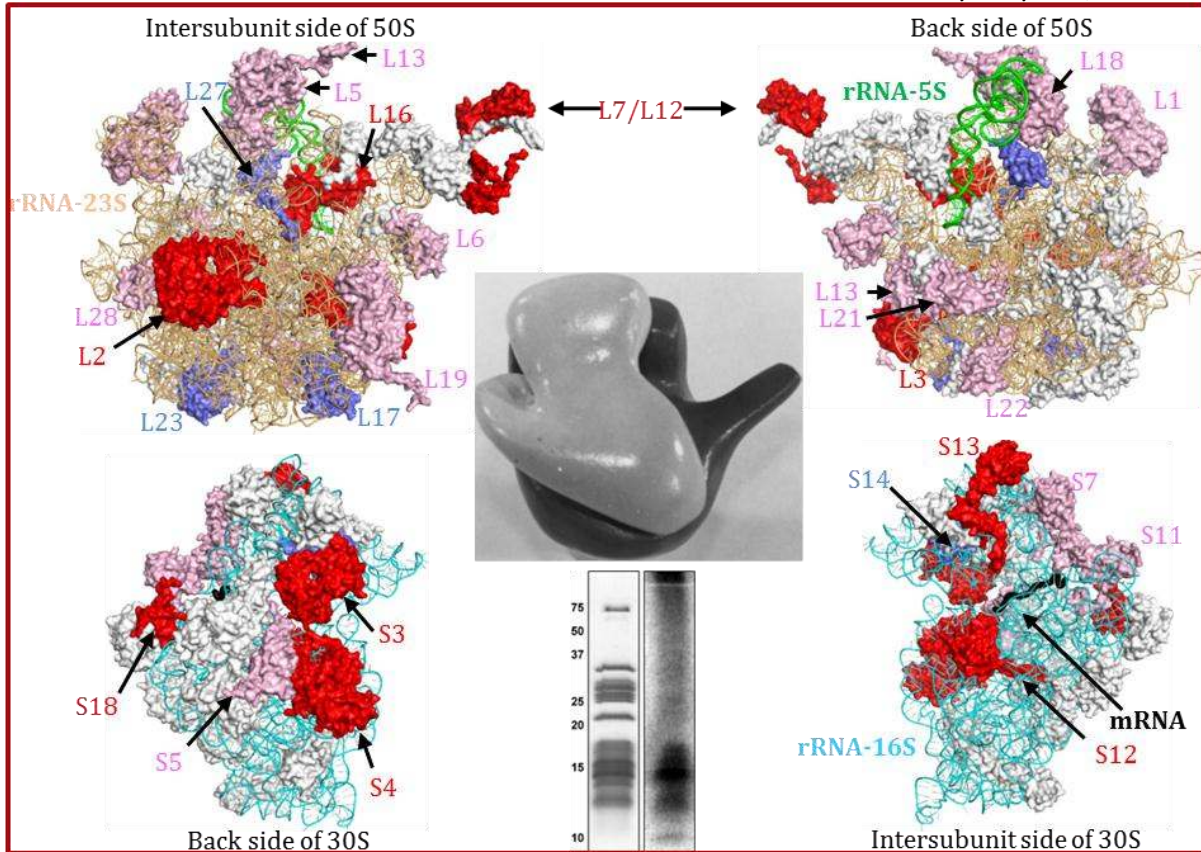 Intersubunit side of 50S
Back side of 50S
L13
L27
L5
L16
L7/L12
rRNA-5S
L18
L1
rRNA-23S
L6
L28
L2
L19
L23
L17
L13
L21
L3
L22
S13
S14
S7
S11
S3
S18
S5
S4
75
50
37
25
20
15
10
mRNA
rRNA-16S
S12
Back side of 30S
Intersubunit side of 30S